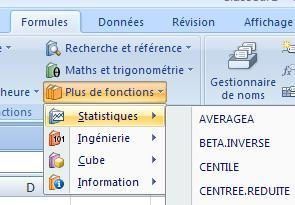 Formules Données Révision Affichage
Recherche et référence
Maths et trigonométrie
heure Plus de fonctions
Gestionnaire
de noms
ctions
Statistiques
Ingénierie
Cube
Information
AVERAGEA
BETA.INVERSE
CENTILE
CENTREE.REDUITE
D